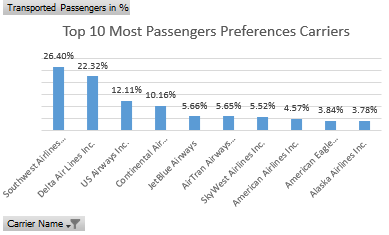 Transported Passengers in %
Top 10 Most Passengers Preferences Carriers
26.40%
22.32%
12.11%
10.16%
5.66%
5.65%
5.52%
4.57%
3.84%
3.78%
Southwest Airlines...
Delta Air Lines Inc.
US Airways Inc.
Continental Air...
JetBlue Airways
AirTran Airways...
SkyWest Airlines Inc.
American Airlines Inc.
American Eagle...
Alaska Airlines Inc.
Carrier Name